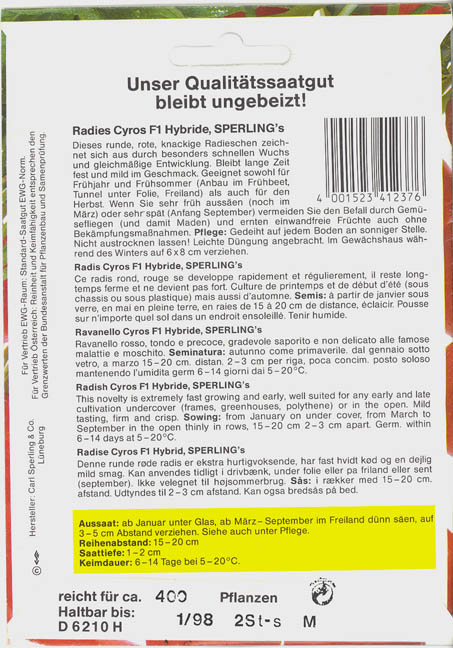 Unser Qualitätssaatgut
bleibt ungebeizt!
Radies Cyros F1 Hybride, SPERLING's
Dieses runde, rote, knackige Radieschen zeich-
net sich aus durch besonders schnellen Wuchs
und gleichmäßige Entwicklung. Bleibt lange Zeit
fest und mild im Geschmack. Geeignet sowohl für
Frühjahr und Frühsommer (Anbau im Frühbeet,
Tunnel unter Folie, Freiland) als auch für den
Herbst. Wenn Sie sehr früh aussäen (noch im
März) oder sehr spät (Anfang September) vermeiden Sie den Befall durch Gemü-
sefliegen (und damit Maden) und ernten einwandfreie Früchte auch ohne
Bekämpfungsmaßnahmen. Pflege: Gedeiht auf jedem Boden an sonniger Stelle.
Nicht austrocknen lassen! Leichte Düngung angebracht. Im Gewächshaus wäh-
rend des Winters auf 6 x 8 cm verziehen.
4 001523 412376
Radis Cyros F1 Hybride, SPERLING's
Ce radis rond, rouge se developpe rapidement et régulièrement, il reste long-
temps ferme et ne devient pas fort. Culture de printemps et de début d'été (sous
chassis ou sous plastique) mais aussi d'automne. Semis: à partir de janvier sous
verre, en mai en pleine terre, en raies de 15 à 20 cm de distance, éclaicir. Pousse
sur n'importe quel sol dans un endroit ensoleillé. Tenir humide.
Ravanello Cyros F1 Hybride, SPERLING's
Ravanello rosso, tondo e precoce, gradevole saporito e non delicato alle famose
malattie e moschito. Seminatura: autunno come primaverile. dal gennaio sotto
vetro, a marzo 15–20 cm. distan. 2–3 cm per riga, poca concim. posto soloso
mantenendo l'umidita germ 6–14 giorni dai 5–20°C.
Radish Cyros F1 Hybride, SPERLING's
This novelty is extremely fast growing and early, well suited for any early and late
cultivation undercover (frames, greenhouses, polythene) or in the open. Mild
tasting, firm and crisp. Sowing: from January on under cover, from March to
September in the open thinly in rows, 15–20 cm 2–3 cm apart. Germ. within
6–14 days at 5–20°C.
Radise Cyros F1 Hybride, SPERLING's
Denne runde røde radis er ekstra hurtigvoksende, har fast hvidt kød og en dejlig
mild smag. Kan anvendes tidligt i drivbænk, under folie eller pa friland eller sent
(september). Ikke velegnet til højsommerbrug. Sås: i rækker med 15–20 cm.
afstand. Udtyndes til 2–3 cm afstand. Kan ogsa bredsås på bed.
Aussaat: ab Januar unter Glas, ab März–September im Freiland dünn säen, auf
3–5 cm Abstand verziehen. Siehe auch unter Pflege.
Reihenabstand: 15–20 cm
Saattiefe: 1–2 cm
Keimdauer: 6–14 Tage bei 5–20°C.
reicht für ca. 400 Pflanzen
Haltbar bis: 1/98 2St-s M
D 6210 H
Für Vertrieb EWG-Raum: Standard-Saatgut EWG-Norm.
Für Vertrieb Österreich: Reinheit und Keimfähigkeit entsprechen den
Grenzwerten der Bundesanstalt für Pflanzenbau und Samenprüfung.
Hersteller: Carl Sperling & Co.
Lüneburg
©